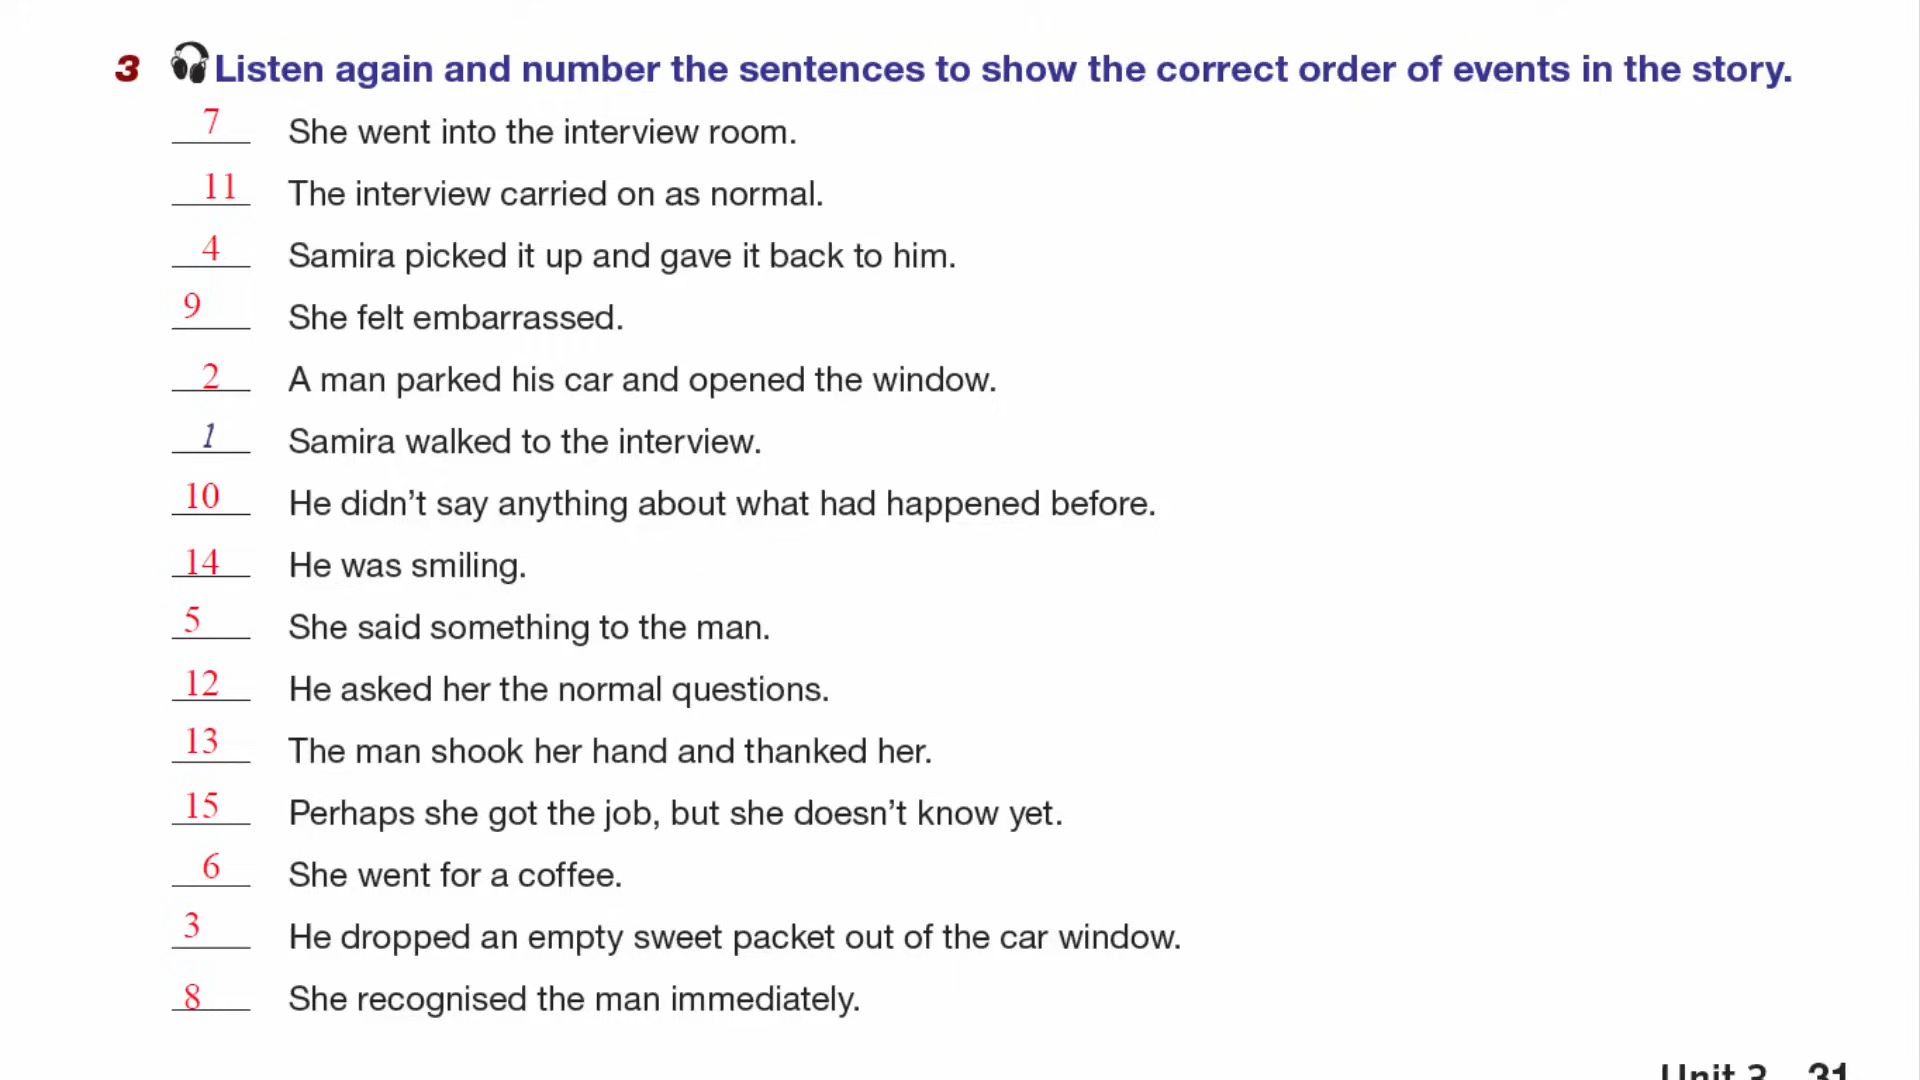 3 Listen again and number the sentences to show the correct order of events in the story.
7 She went into the interview room.
11 The interview carried on as normal.
4 Samira picked it up and gave it back to him.
9 She felt embarrassed.
2 A man parked his car and opened the window.
1 Samira walked to the interview.
10 He didn’t say anything about what had happened before.
14 He was smiling.
5 She said something to the man.
12 He asked her the normal questions.
13 The man shook her hand and thanked her.
15 Perhaps she got the job, but she doesn’t know yet.
6 She went for a coffee.
3 He dropped an empty sweet packet out of the car window.
8 She recognised the man immediately.
Unit 3 31